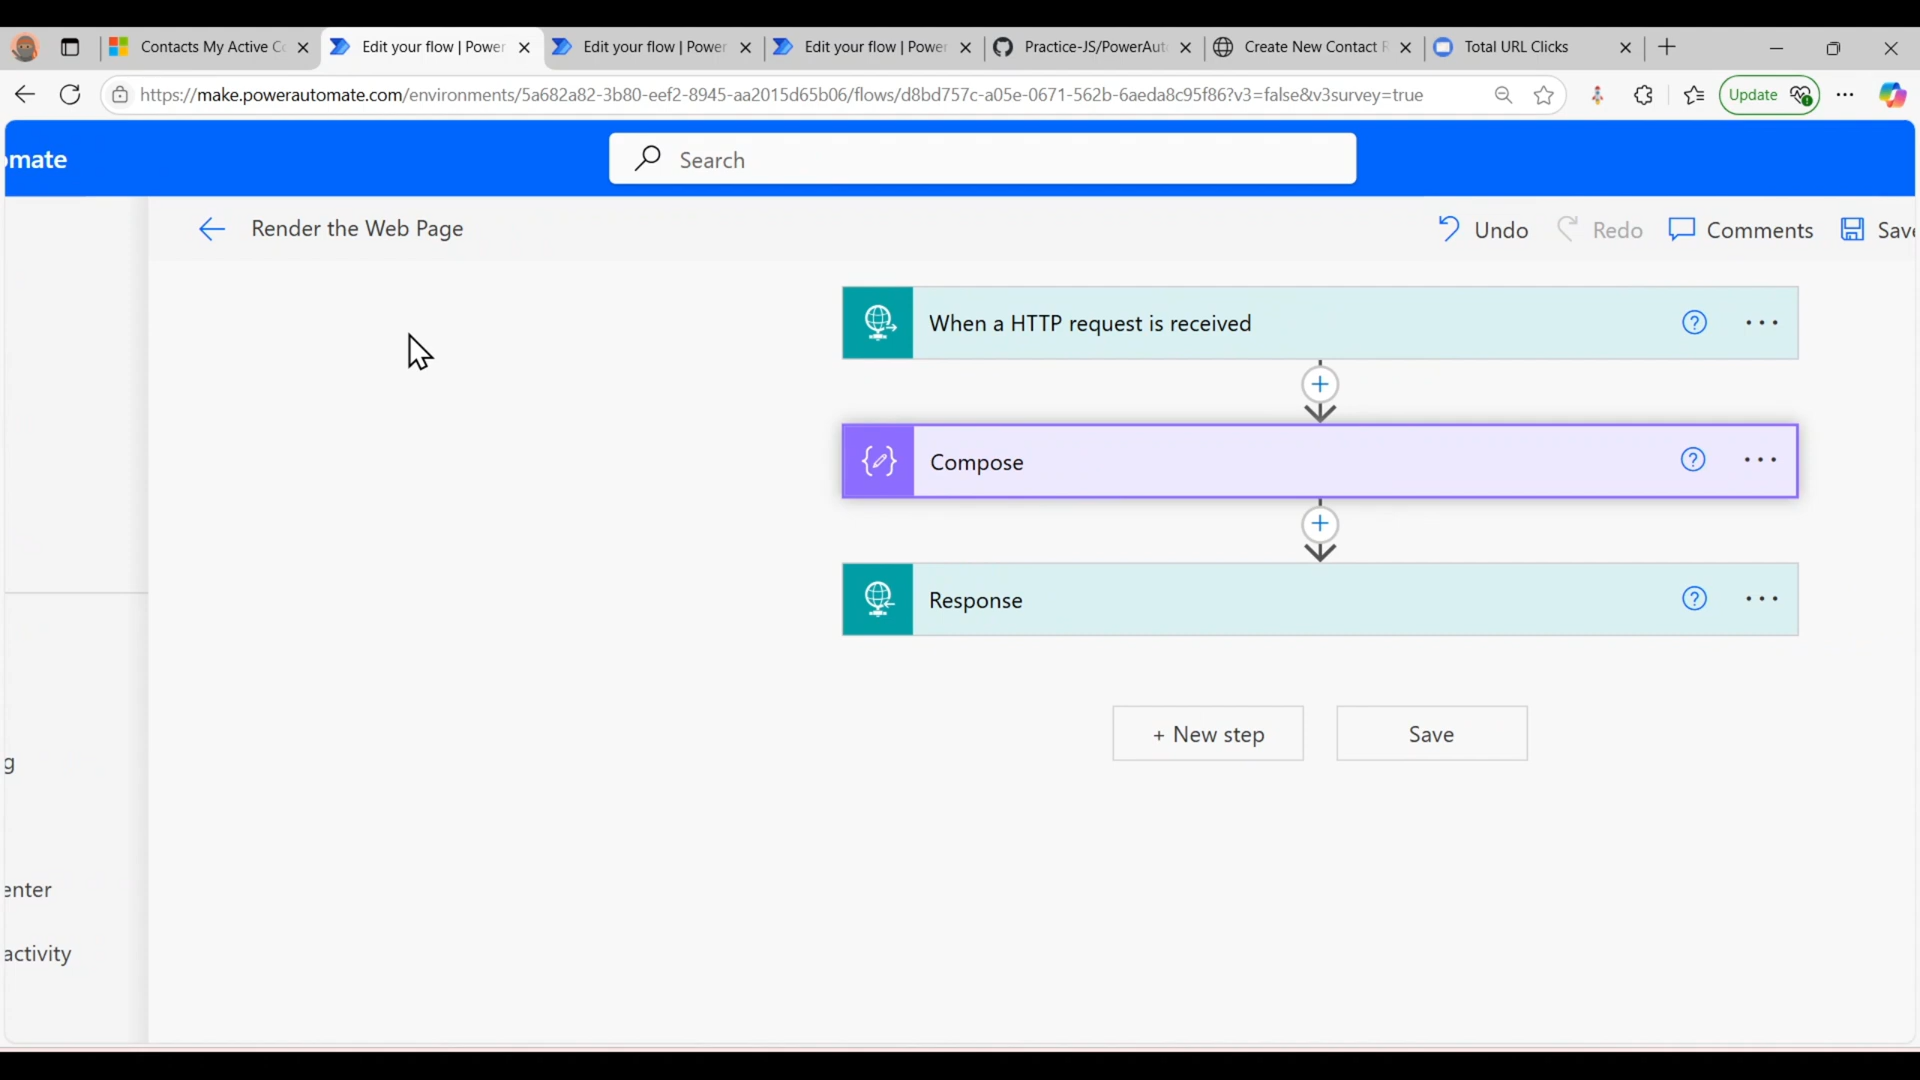 Contacts My Active C
Edit your flow | Power
Edit your flow | Power
Edit your flow | Power
Practice-JS/PowerAut
Create New Contact R
Total URL Clicks
https://make.powerautomate.com/environments/5a682a82-3b80-eef2-8945-aa2015d65b06/flows/d8bd757c-a05e-0671-562b-6aeda8c95f86?v3=false&v3survey=true
Update
omate
Search
Render the Web Page
Undo
Redo
Comments
Save
When a HTTP request is received
Compose
Response
+ New step
Save
g
enter
activity